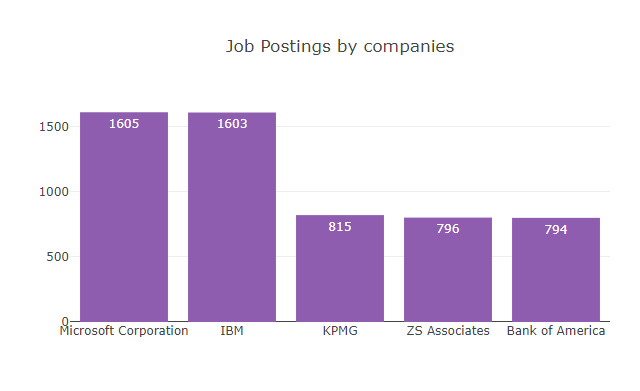 Job Postings by companies
1500
1000
500
0
1605
1603
815
796
794
Microsoft Corporation
IBM
KPMG
ZS Associates
Bank of America